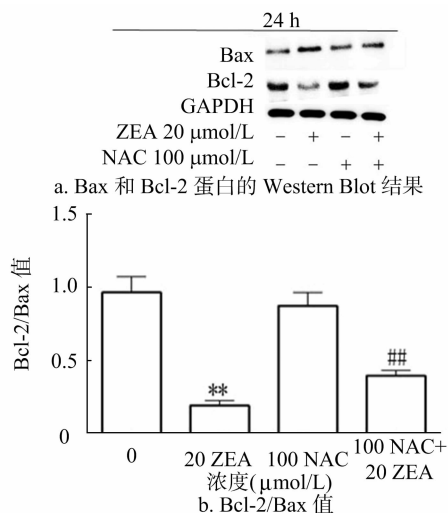 24 h
Bax
Bcl-2
GAPDH
ZEA 20 μmol/L - + - +
NAC 100 μmol/L - - + +
a. Bax 和 Bcl-2 蛋白的 Western Blot 结果
1.5
1.0
0.5
0
Bcl-2/Bax 值
**
##
0 20 ZEA 100 NAC 100 NAC+
20 ZEA
浓度(μmol/L)
b. Bcl-2/Bax 值